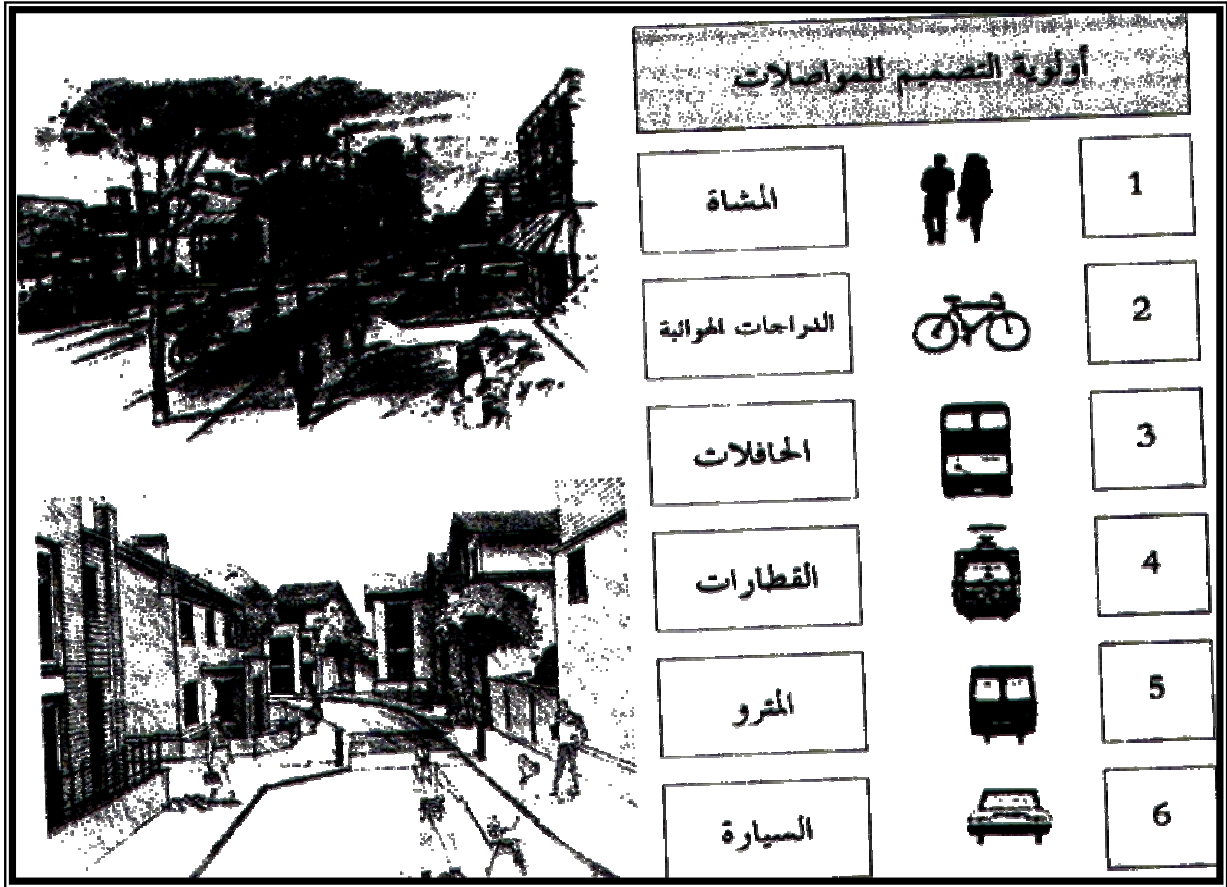 أولوية التصميم للمواصلات
1 المشاة
2 الدراجات الهوائية
3 الحافلات
4 القطارات
5 المترو
6 السيارة